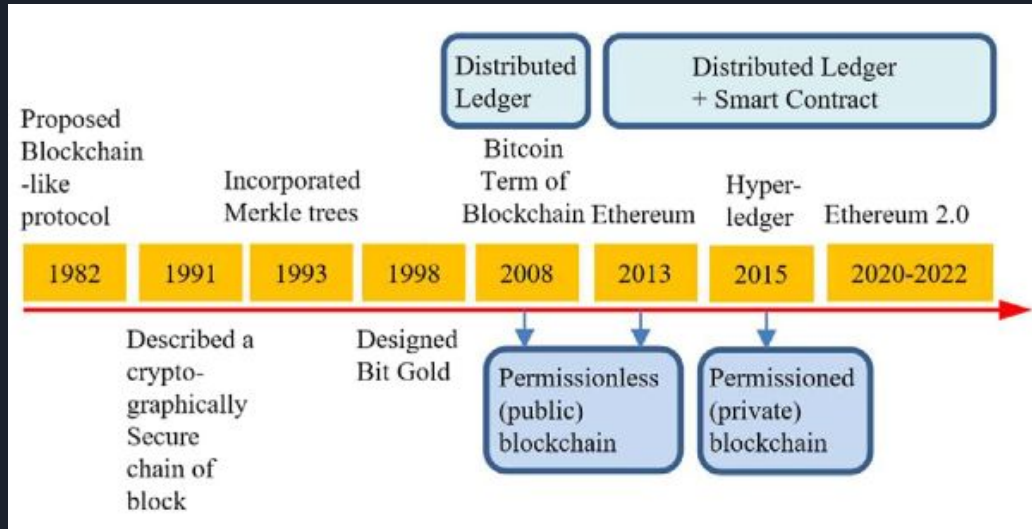 Distributed
Ledger
Distributed Ledger
+ Smart Contract
Proposed
Blockchain
-like
protocol
Incorporated
Merkle trees
Bitcoin
Term of
Blockchain
Ethereum
Hyper-
ledger
Ethereum 2.0
1982
1991
1993
1998
2008
2013
2015
2020-2022
Described a
crypto-
graphically
Secure
chain of
block
Designed
Bit Gold
Permissionless
(public)
blockchain
Permissioned
(private)
blockchain